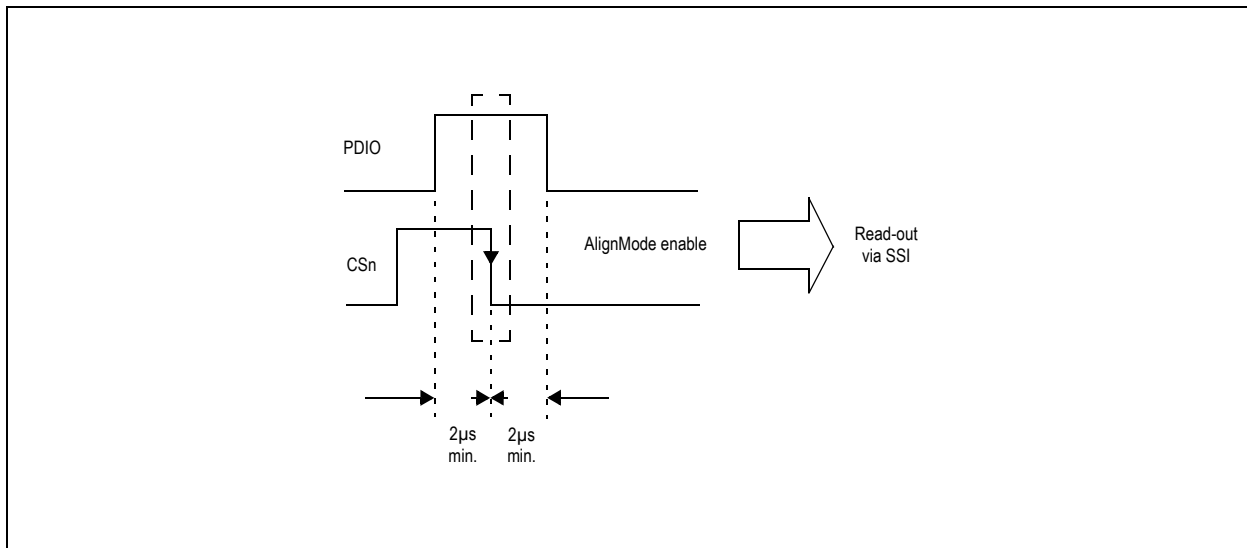 PDIO
CSn
AlignMode enable
Read-out
via SSI
2µs
min.
2µs
min.